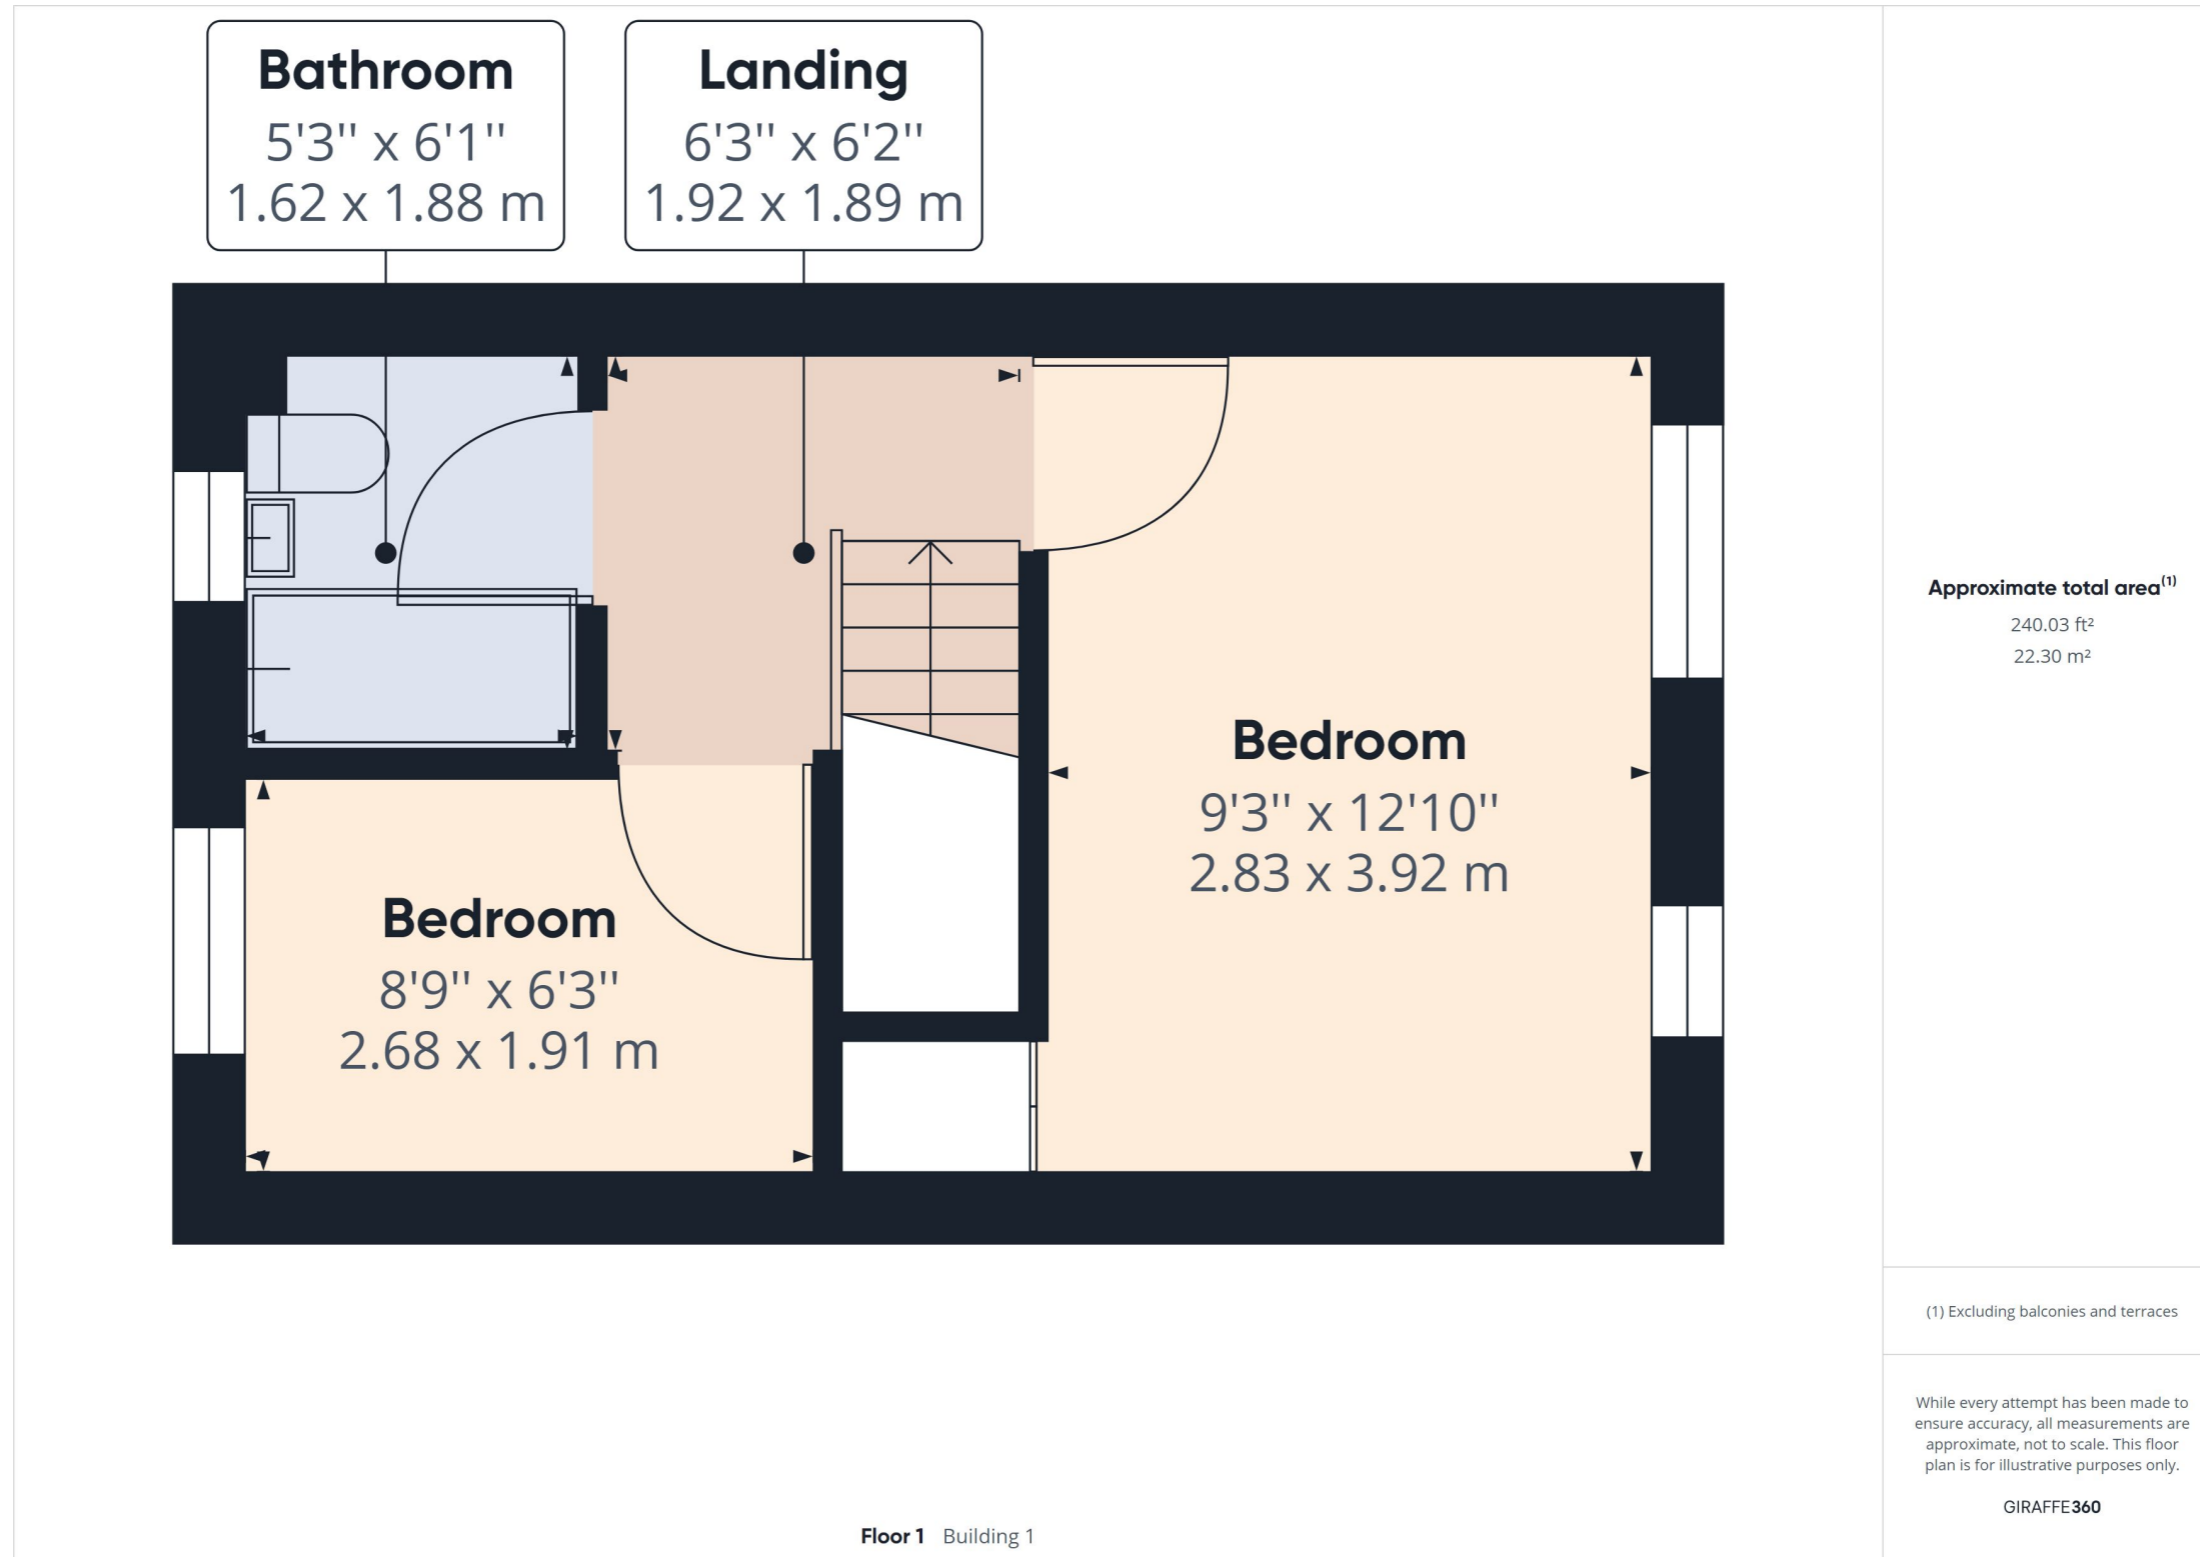 Bathroom
5'3'' x 6'1''
1.62 x 1.88 m
Landing
6'3'' x 6'2''
1.92 x 1.89 m
Bedroom
9'3'' x 12'10''
2.83 x 3.92 m
Bedroom
8'9'' x 6'3''
2.68 x 1.91 m
Floor 1 Building 1
Approximate total area(1)
240.03 ft²
22.30 m²
(1) Excluding balconies and terraces
While every attempt has been made to
ensure accuracy, all measurements are
approximate, not to scale. This floor
plan is for illustrative purposes only.
GIRAFFE360